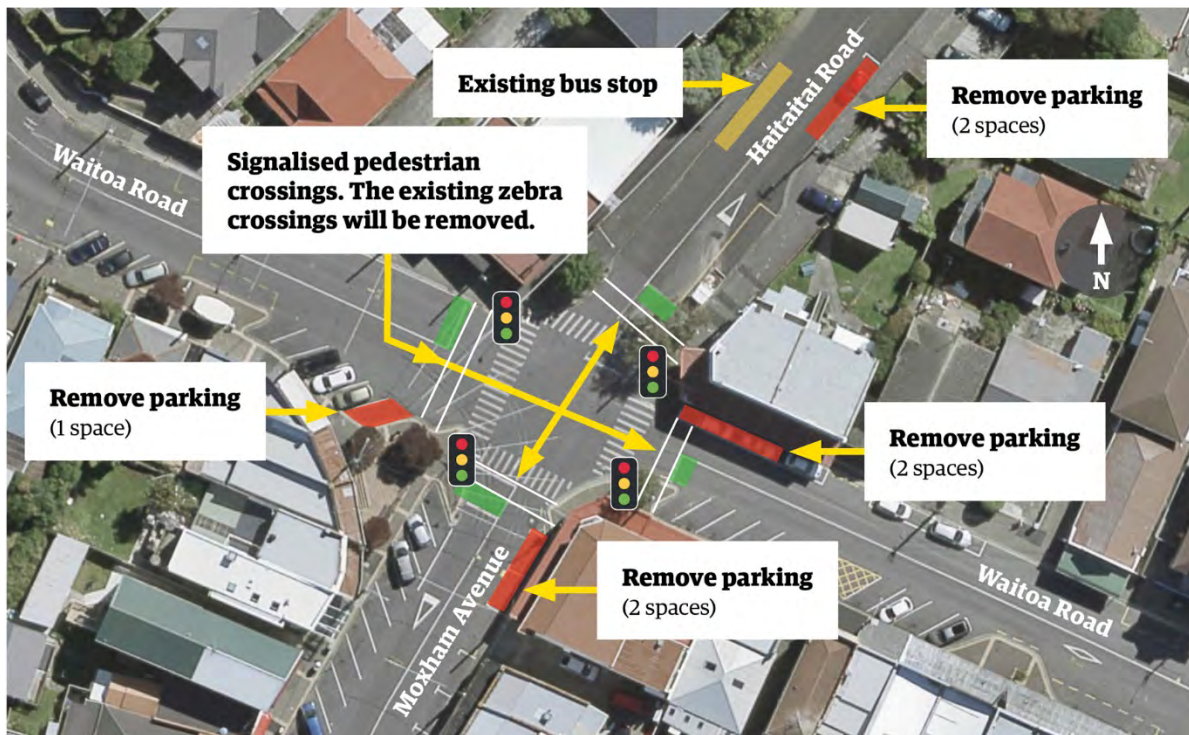 Existing bus stop
Haitaitai Road
Remove parking
(2 spaces)
Waitoa Road
Signalised pedestrian
crossings. The existing zebra
crossings will be removed.
N
Remove parking
(1 space)
Remove parking
(2 spaces)
Remove parking
(2 spaces)
Moxham Avenue
Waitoa Road